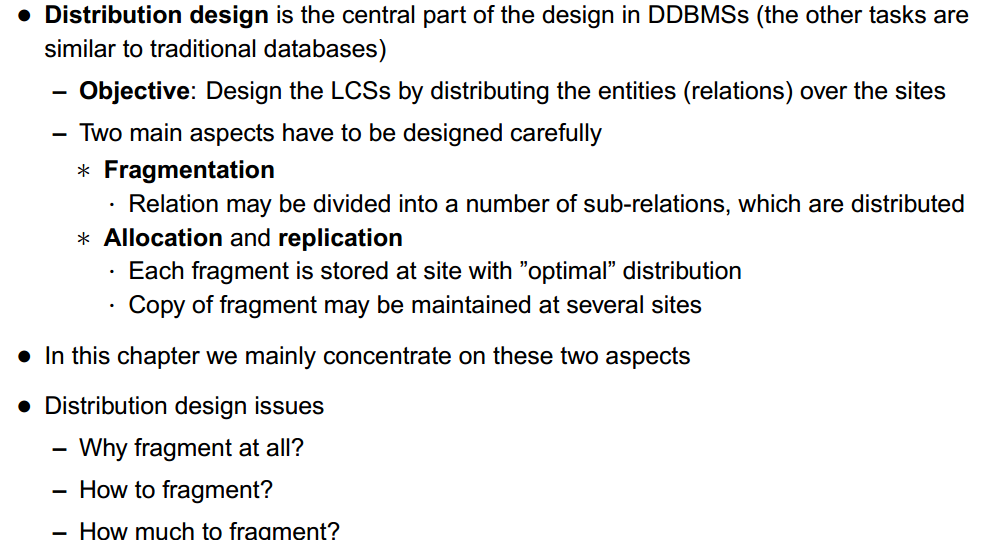 ● Distribution design is the central part of the design in DDBMSs (the other tasks are
similar to traditional databases)
– Objective: Design the LCSs by distributing the entities (relations) over the sites
– Two main aspects have to be designed carefully
∗ Fragmentation
· Relation may be divided into a number of sub-relations, which are distributed
∗ Allocation and replication
· Each fragment is stored at site with ”optimal” distribution
· Copy of fragment may be maintained at several sites
● In this chapter we mainly concentrate on these two aspects
● Distribution design issues
– Why fragment at all?
– How to fragment?
– How much to fragment?